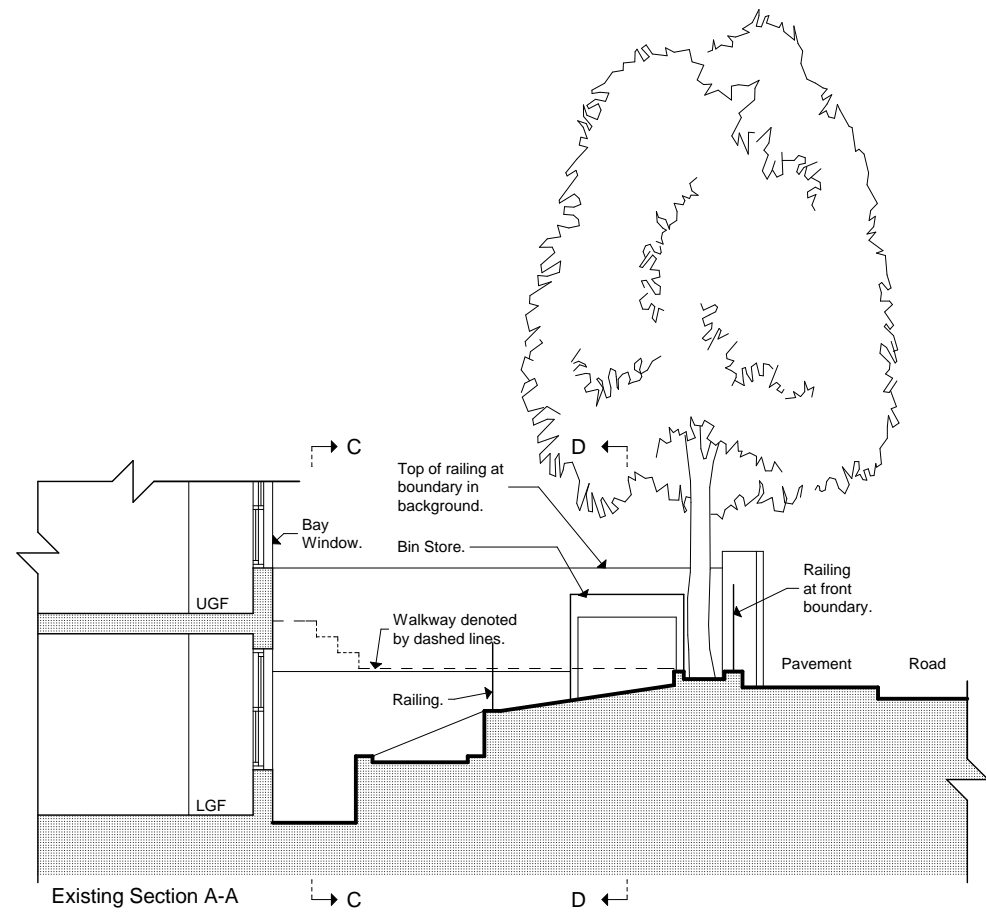 C
D
Top of railing at
boundary in
background.
Bay
Window.
Bin Store.
Railing
at front
boundary.
UGF
Walkway denoted
by dashed lines.
Pavement
Road
Railing.
LGF
Existing Section A-A
C
D